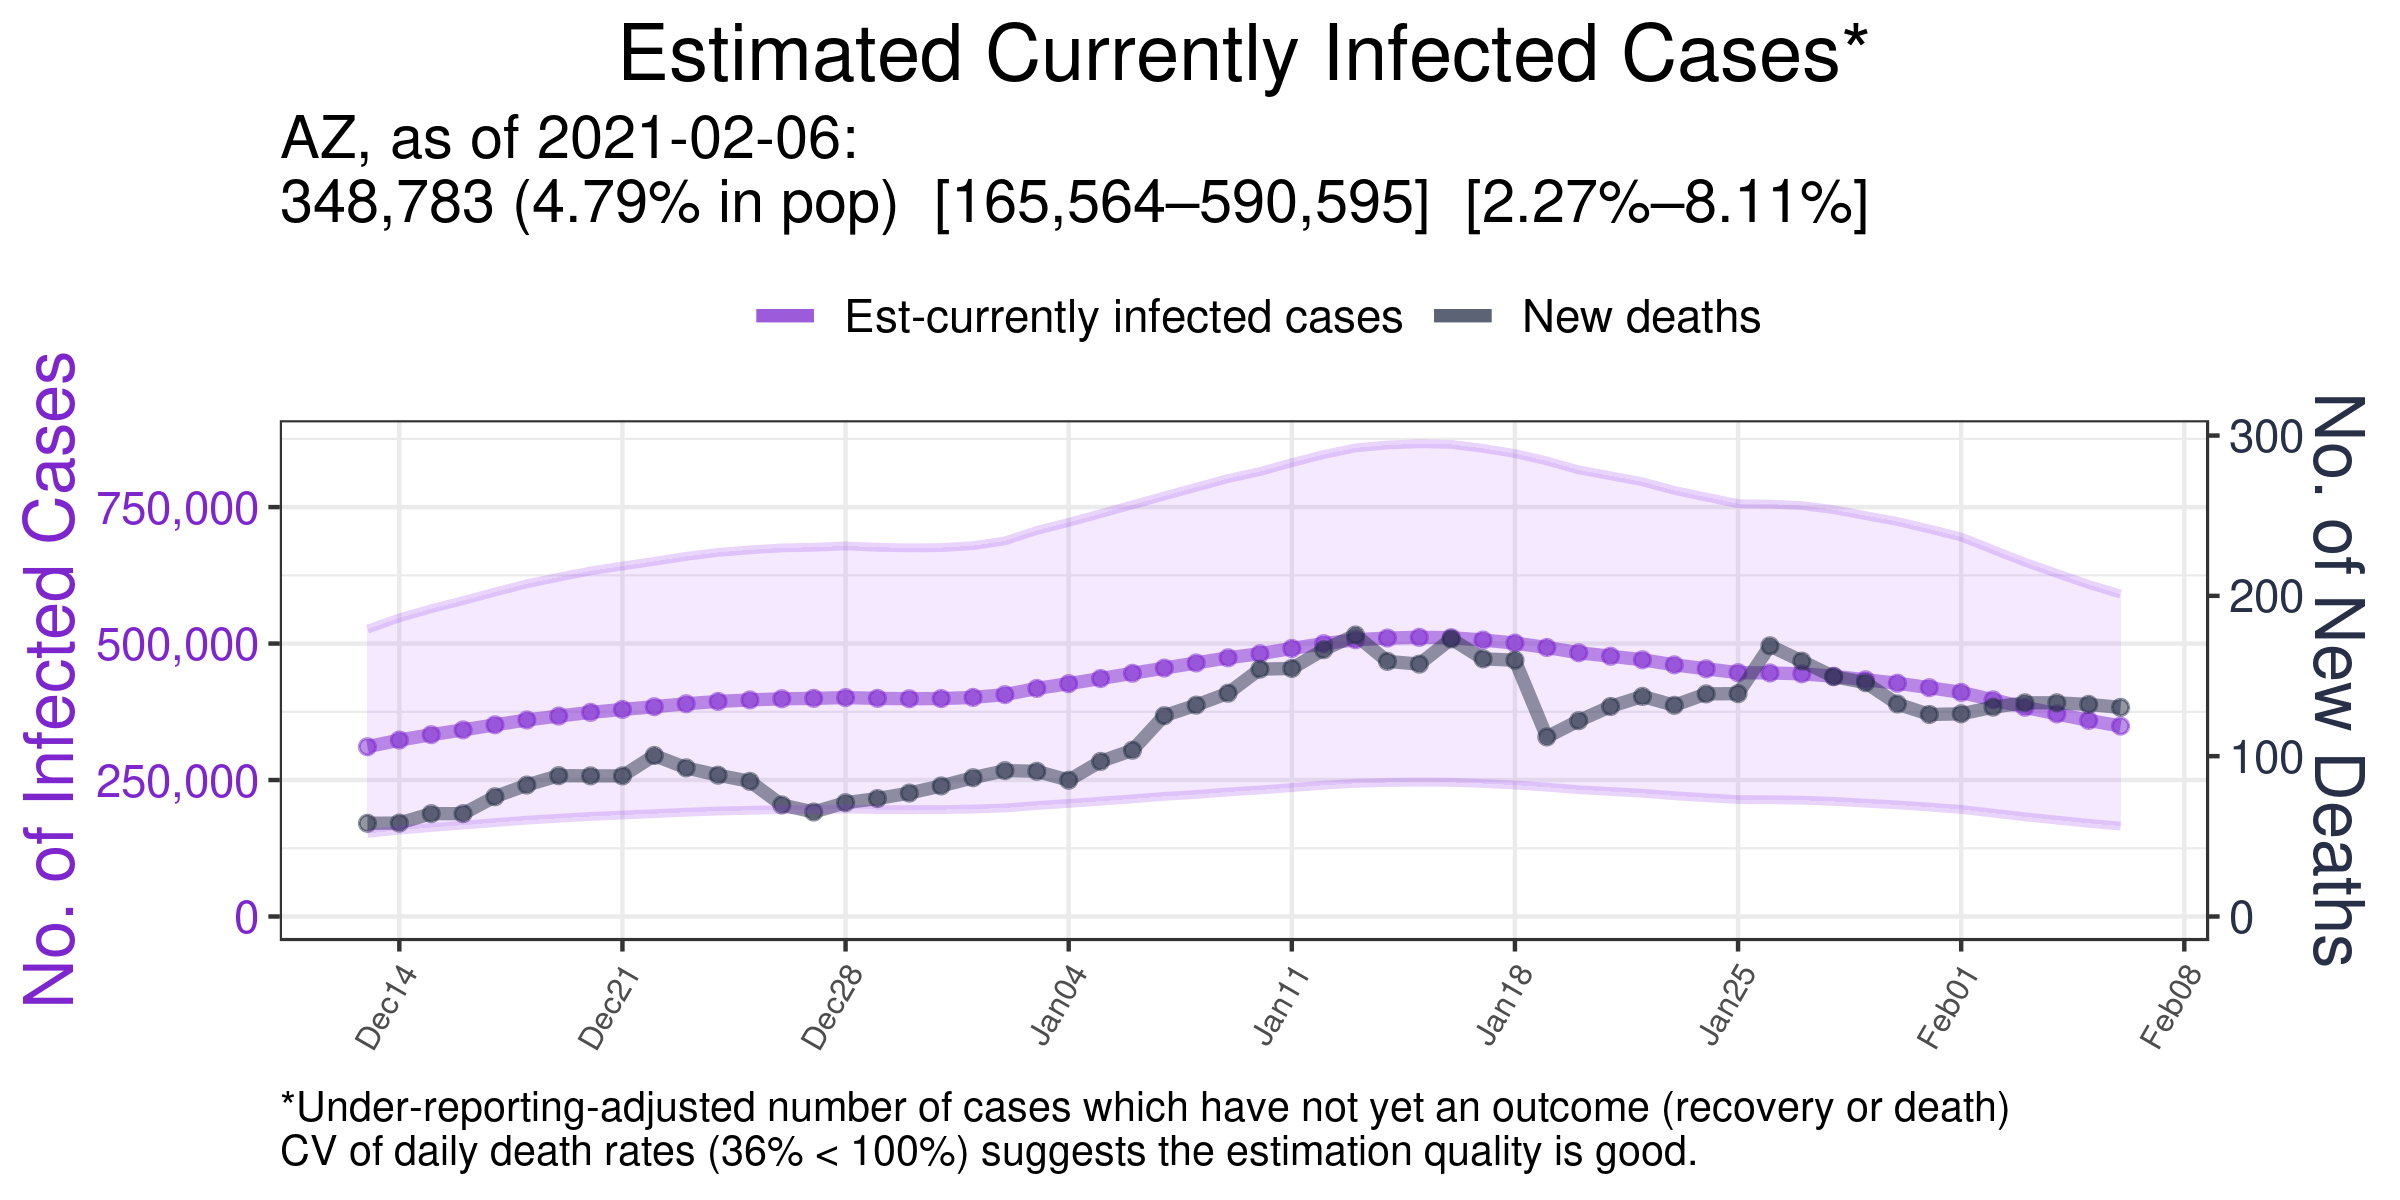 Estimated Currently Infected Cases*
AZ, as of 2021-02-06:
348,783 (4.79% in pop)  [165,564–590,595]  [2.27%–8.11%]
Est-currently infected cases
New deaths
No. of Infected Cases
750,000
500,000
250,000
0
300
200
100
0
No. of New Deaths
Dec14
Dec21
Dec28
Jan04
Jan11
Jan18
Jan25
Feb01
Feb08
*Under-reporting-adjusted number of cases which have not yet an outcome (recovery or death)
CV of daily death rates (36% < 100%) suggests the estimation quality is good.